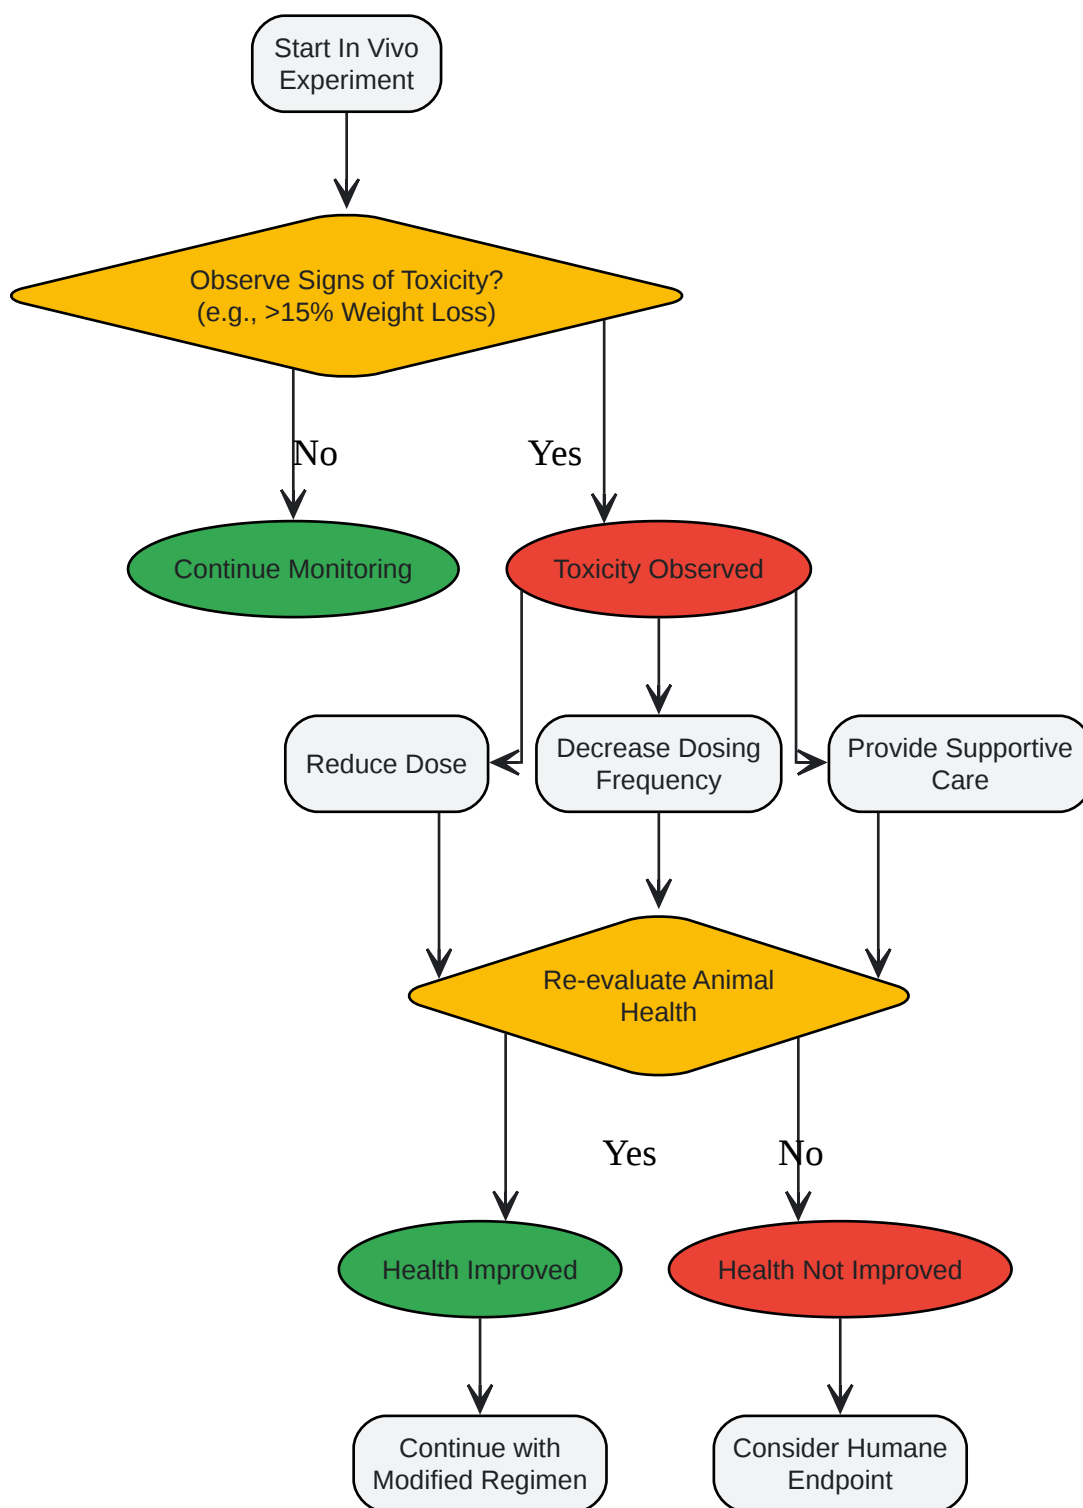 Start In Vivo
Experiment
Observe Signs of Toxicity?
(e.g., >15% Weight Loss)
No
Yes
Continue Monitoring
Toxicity Observed
Reduce Dose
Decrease Dosing
Frequency
Provide Supportive
Care
Re-evaluate Animal
Health
Yes
No
Health Improved
Health Not Improved
Continue with
Modified Regimen
Consider Humane
Endpoint